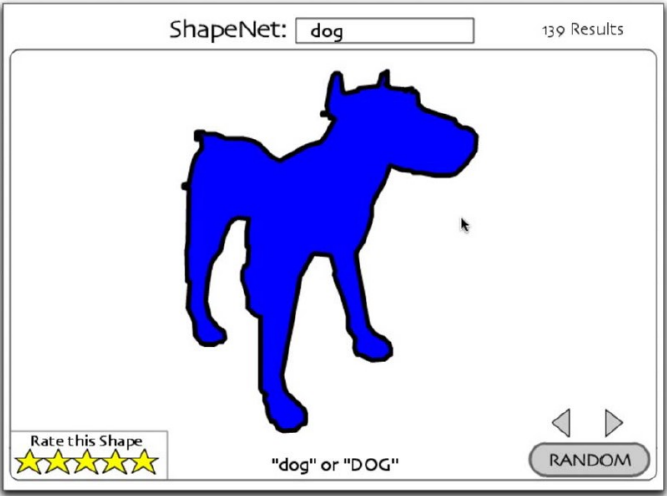 ShapeNet: dog 139 Results
Rate this Shape
"dog" or "DOG"
RANDOM